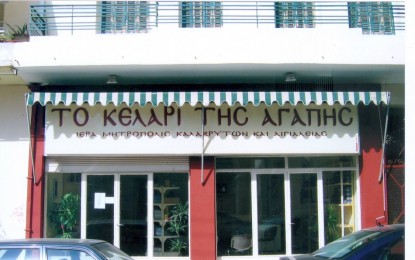 ΤΟ ΚΕΛΑΡΙ ΤΗΣ ΑΓΑΠΗΣ
ΙΕΡΑ ΜΗΤΡΟΠΟΛΙΣ ΚΑΛΑΒΡΥΤΩΝ ΚΑΙ ΑΙΓΙΑΛΕΙΑΣ